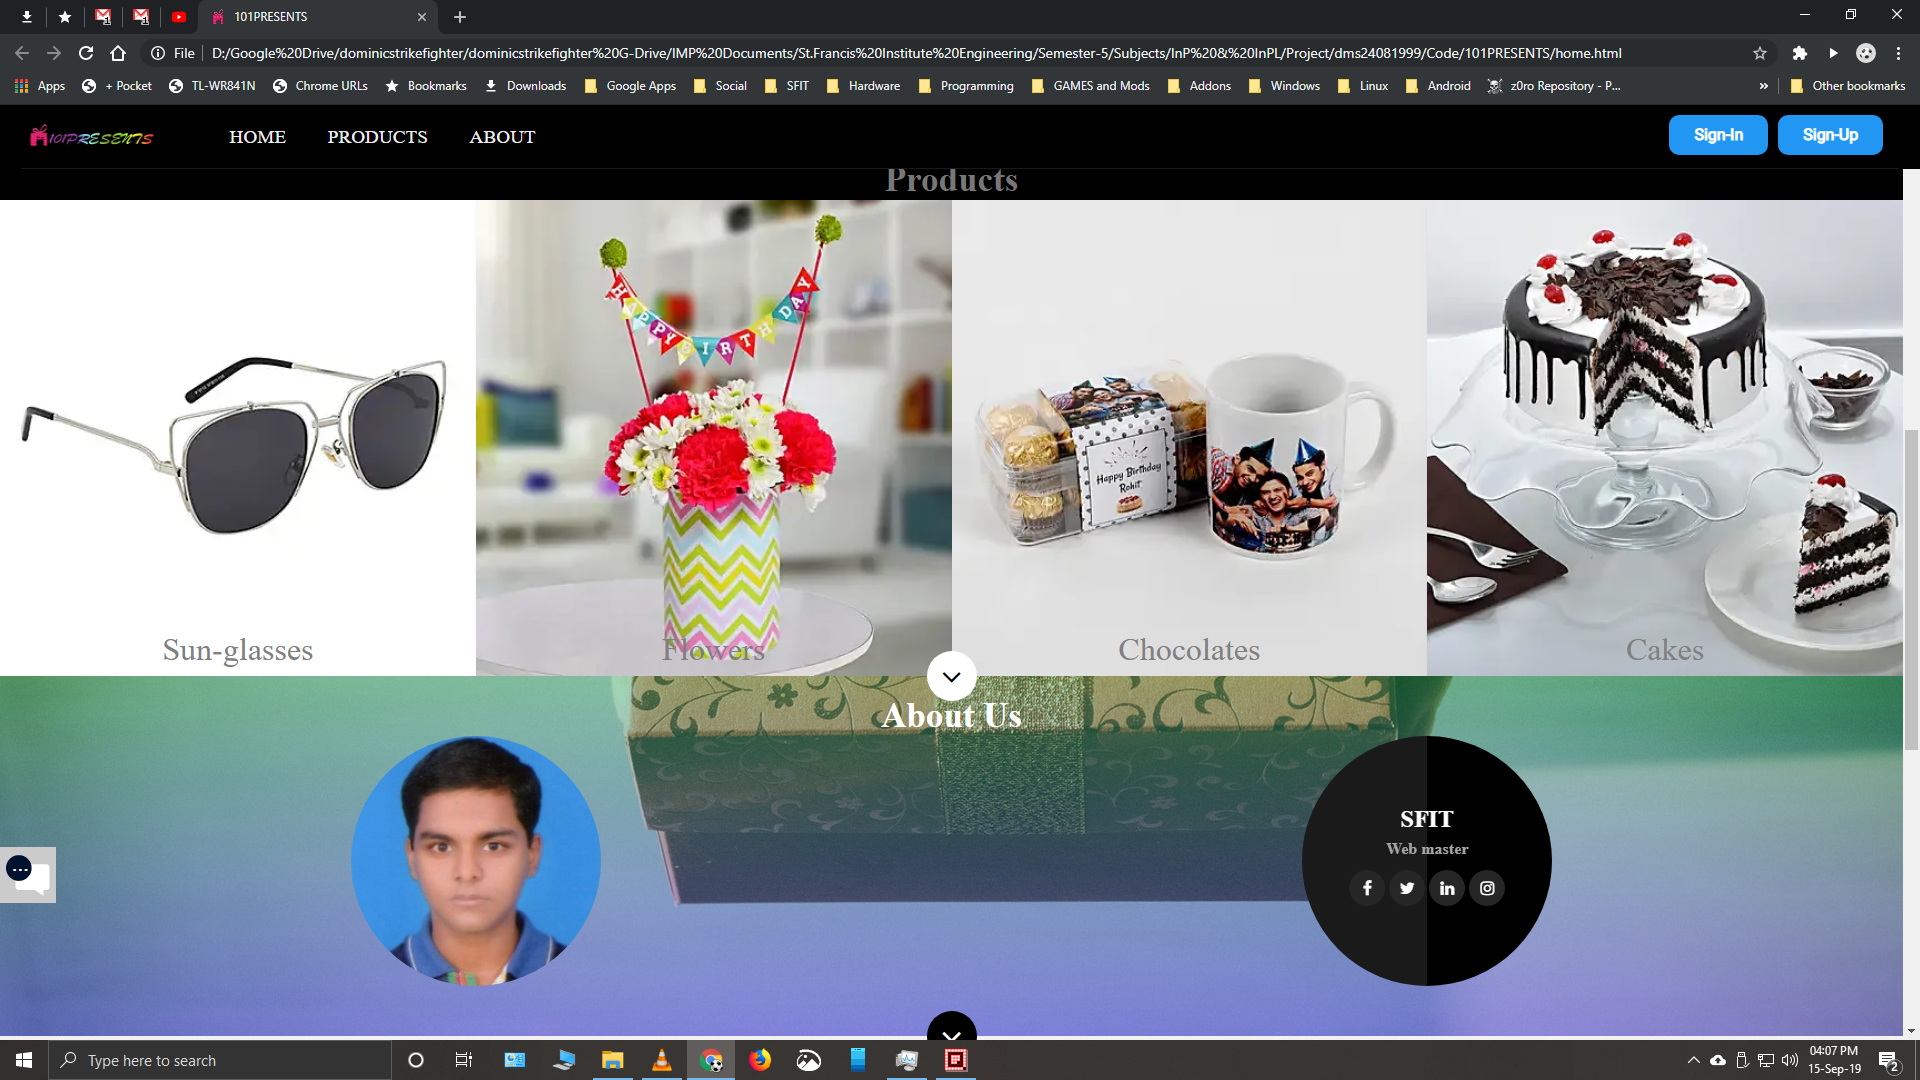 101PRESENTS
File
D:/Google%20Drive/dominicstrikefighter/dominicstrikefighter%20G-Drive/IMP%20Documents/St.Francis%20Institute%20Engineering/Semester-5/Subjects/InP%20&%20InPL/Project/dms24081999/Code/101PRESENTS/home.html
Apps
+ Pocket
TL-WR841N
Chrome URLs
Bookmarks
Downloads
Google Apps
Social
SFIT
Hardware
Programming
GAMES and Mods
Addons
Windows
Linux
Android
z0ro Repository - P...
»
Other bookmarks
101PRESENTS
HOME
PRODUCTS
ABOUT
Sign-In
Sign-Up
Products
HAPPY BIRTHDAY
Happy Birthday
Rohit
Sun-glasses
Flowers
Chocolates
Cakes
About Us
SFIT
Web master
Type here to search
04:07 PM
15-Sep-19
2